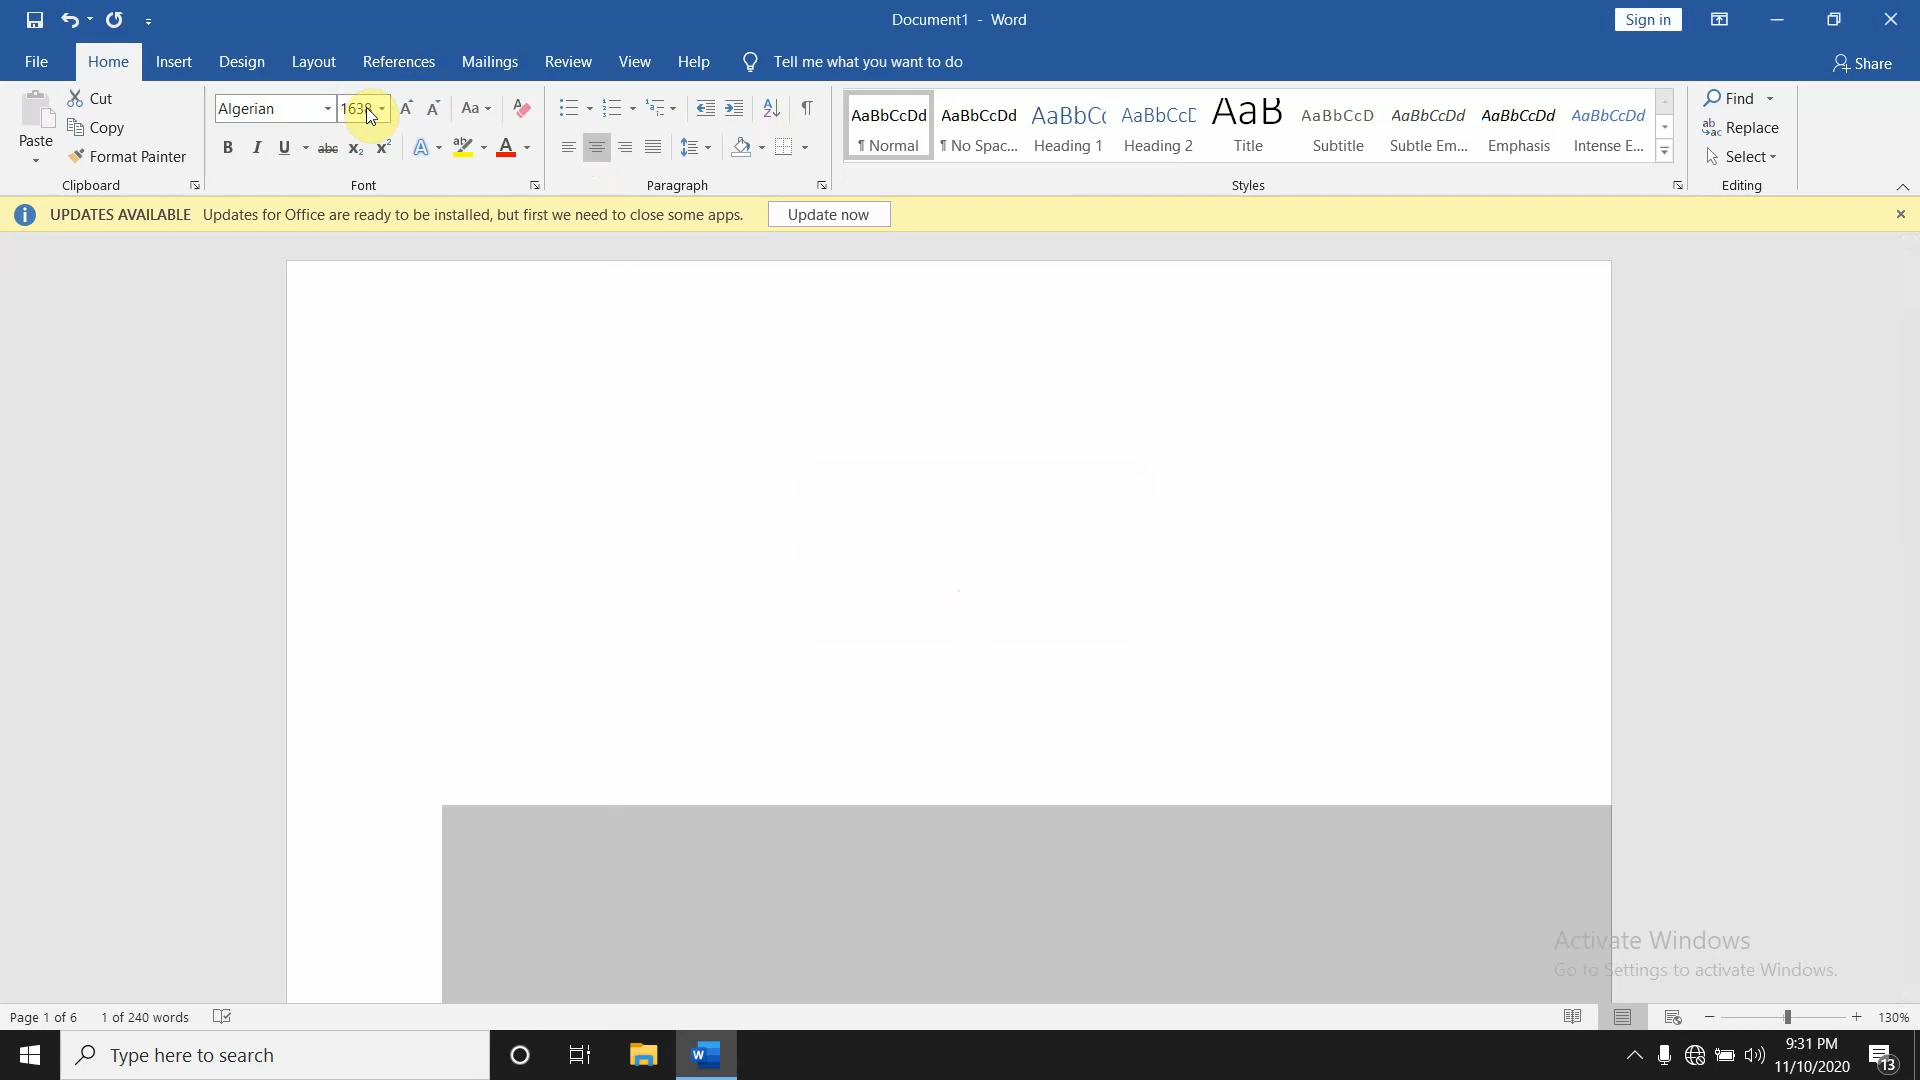 Document1 - Word
Sign in
File Home Insert Design Layout References Mailings Review View Help Tell me what you want to do Share
Paste
Cut
Copy
Format Painter
Clipboard
Algerian 1638
Font
Paragraph
AaBbCcDd AaBbCcDd AaBbCc AaBbCcE AaB AaBbCcD AaBbCcDd AaBbCcDd AaBbCcDd
¶ Normal ¶ No Spac... Heading 1 Heading 2 Title Subtitle Subtle Em... Emphasis Intense E...
Styles
Find
Replace
Select
Editing
UPDATES AVAILABLE Updates for Office are ready to be installed, but first we need to close some apps. Update now
Activate Windows
Go to Settings to activate Windows.
Page 1 of 6 1 of 240 words 130%
Type here to search
9:31 PM
11/10/2020
13